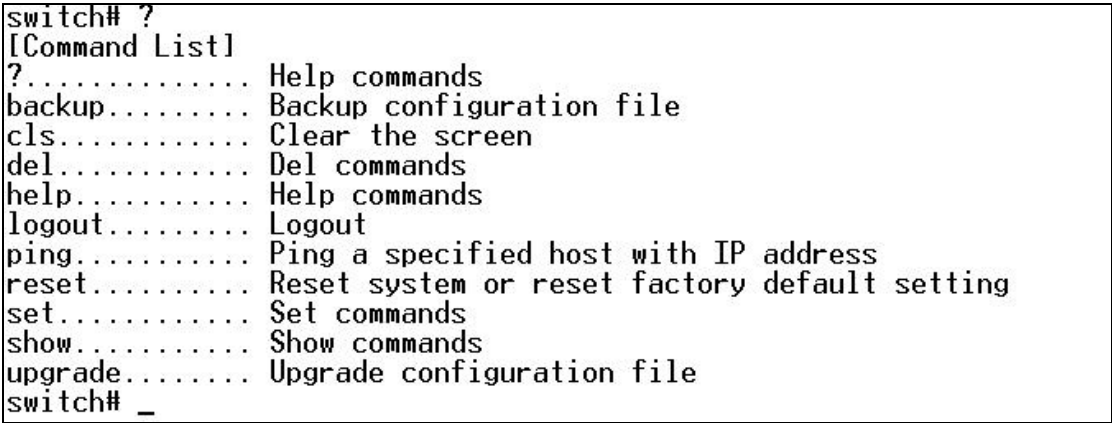 switch# ?
[Command List]
?.............. Help commands
backup......... Backup configuration file
cls............ Clear the screen
del............ Del commands
help........... Help commands
logout......... Logout
ping........... Ping a specified host with IP address
reset.......... Reset system or reset factory default setting
set............ Set commands
show........... Show commands
upgrade........ Upgrade configuration file
switch# _